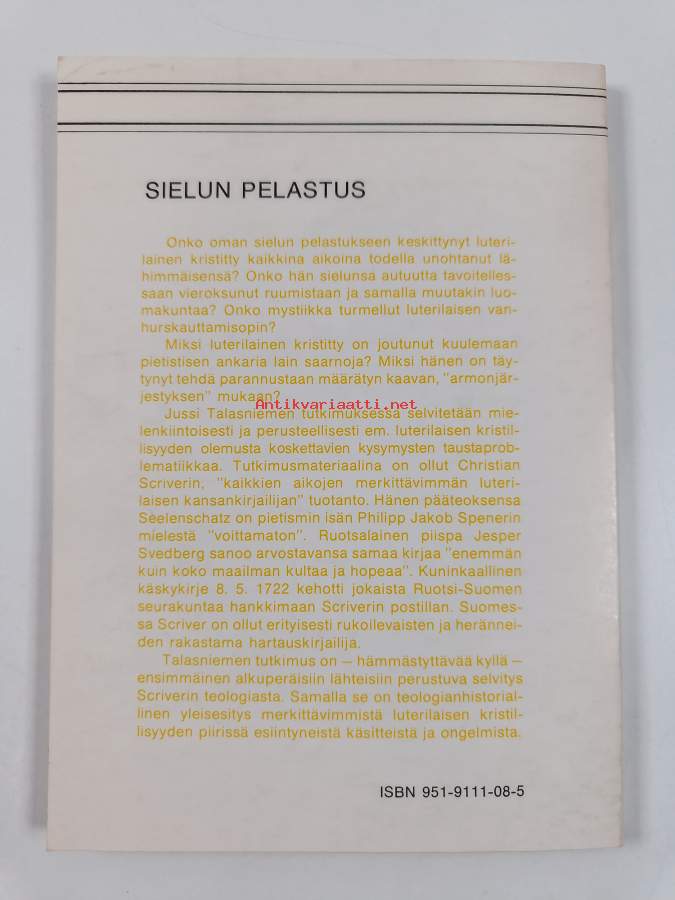 SIELUN PELASTUS
Onko oman sielun pelastukseen keskittynyt luteri-
lainen kristitty kaikkina aikoina todella unohtanut lä-
himmäisensä? Onko hän sielunsa autuutta tavoitelles-
saan vieroksunut ruumistaan ja samalla muutakin luo-
makuntaa? Onko mystiikka turmellut luterilaisen van-
hurskauttamisopin?
Miksi luterilainen kristitty on joutunut kuulemaan
pietistisen ankaria lain saarnoja? Miksi hänen on täy-
tynyt tehdä parannustaan määrätyn kaavan, "armonjär-
jestyksen" mukaan?
Antikvariaatti.net
Jussi Talasniemen tutkimuksessa selvitetään mie-
lenkiintoisesti ja perusteellisesti em. luterilaisen kristil-
lisyyden olemusta koskettavien kysymysten taustaprob-
lematiikkaa. Tutkimusmateriaalina on ollut Christian
Scriverin, "kaikkien aikojen merkittävimmän luteri-
laisen kansankirjailijan" tuotanto. Hänen pääteoksensa
Seelenschatz on pietismin isän Philipp Jakob Spenerin
mielestä "voittamaton". Ruotsalainen piispa Jesper
Svedberg sanoo arvostavansa samaa kirjaa "enemmän
kuin koko maailman kultaa ja hopeaa". Kuninkaallinen
käskykirje 8. 5. 1722 kehotti jokaista Ruotsi-Suomen
seurakuntaa hankkimaan Scriverin postillan. Suomes-
sa Scriver on ollut erityisesti rukoilevaisten ja herännei-
den rakastama hartauskirjailija.
Talasniemen tutkimus on — hämmästyttävää kyllä —
ensimmäinen alkuperäisiin lähteisiin perustuva selvitys
Scriverin teologiasta. Samalla se on teologianhistorial-
linen yleisesitys merkittävimmistä luterilaisen kristil-
lisyyden piirissä esiintyneistä käsitteistä ja ongelmista.
ISBN 951-9111-08-5